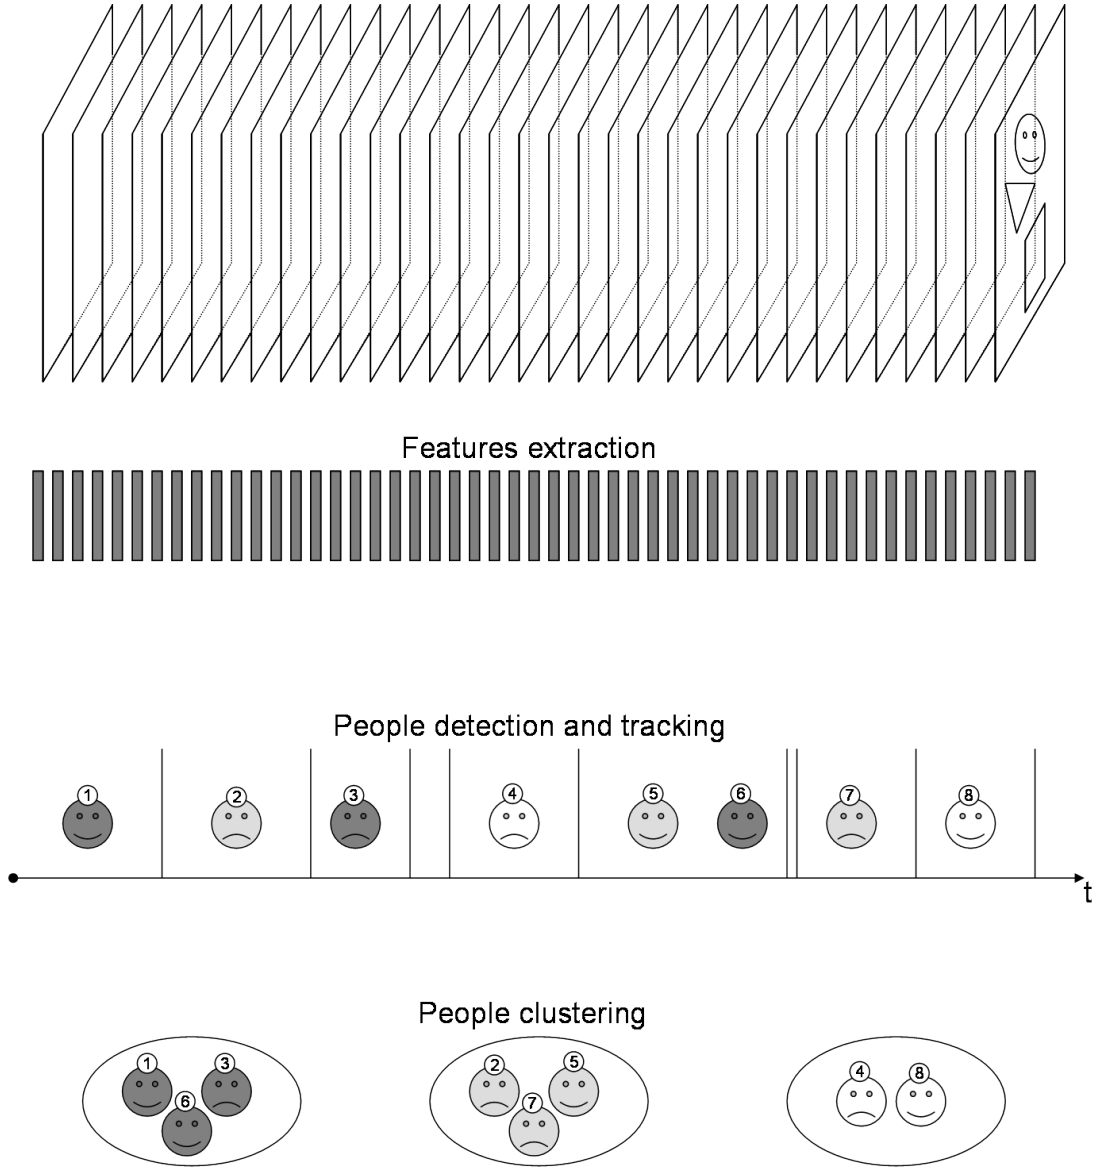 Features extraction
People detection and tracking
1 2 3 4 5 6 7 8
t
People clustering
1 3 2 5 4 8
6 7